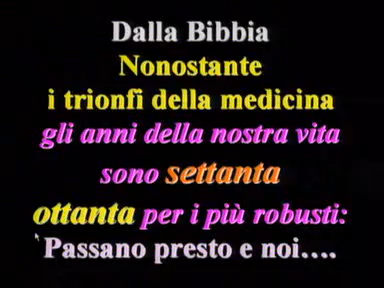 Dalla Bibbia
Nonostante
i trionfi della medicina
gli anni della nostra vita
sono settanta
ottanta per i più robusti:
Passano presto e noi....